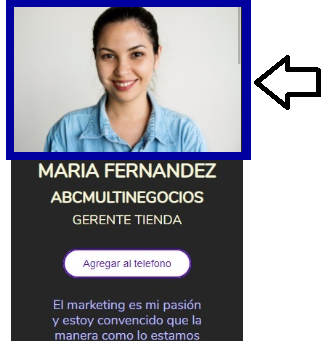 MARIA FERNANDEZ
ABCMULTINEGOCIOS
GERENTE TIENDA
Agregar al telefono
El marketing es mi pasión
y estoy convencido que la
manera como lo estamos